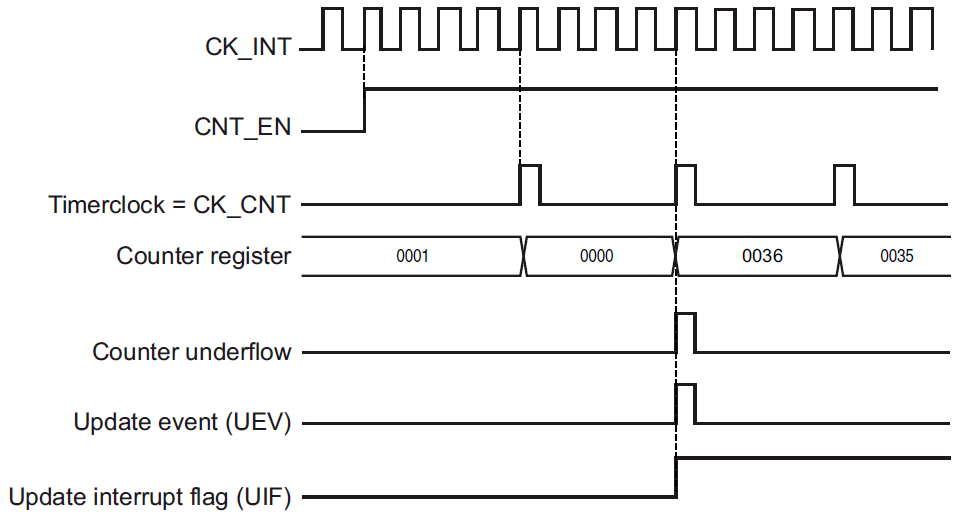 CK_INT
CNT_EN
Timerclock = CK_CNT
Counter register 0001 0000 0036 0035
Counter underflow
Update event (UEV)
Update interrupt flag (UIF)